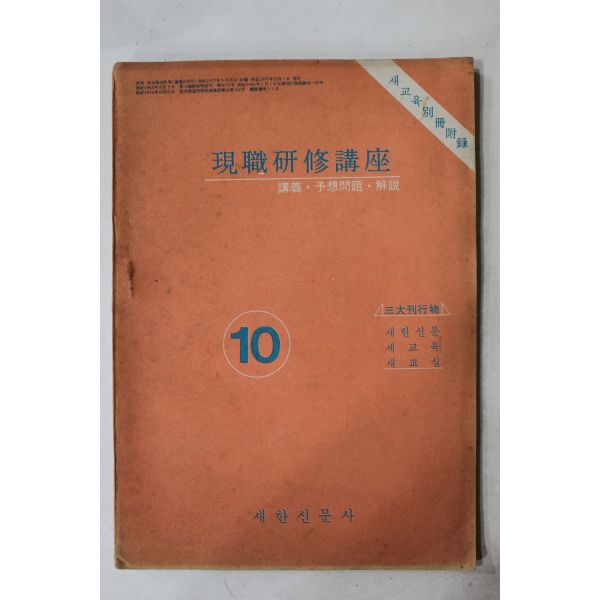 새교육別冊附録
現職研修講座
講義·予想問題·解説
10
三大刊行物
새한신문
새교육
새교실
새한신문사